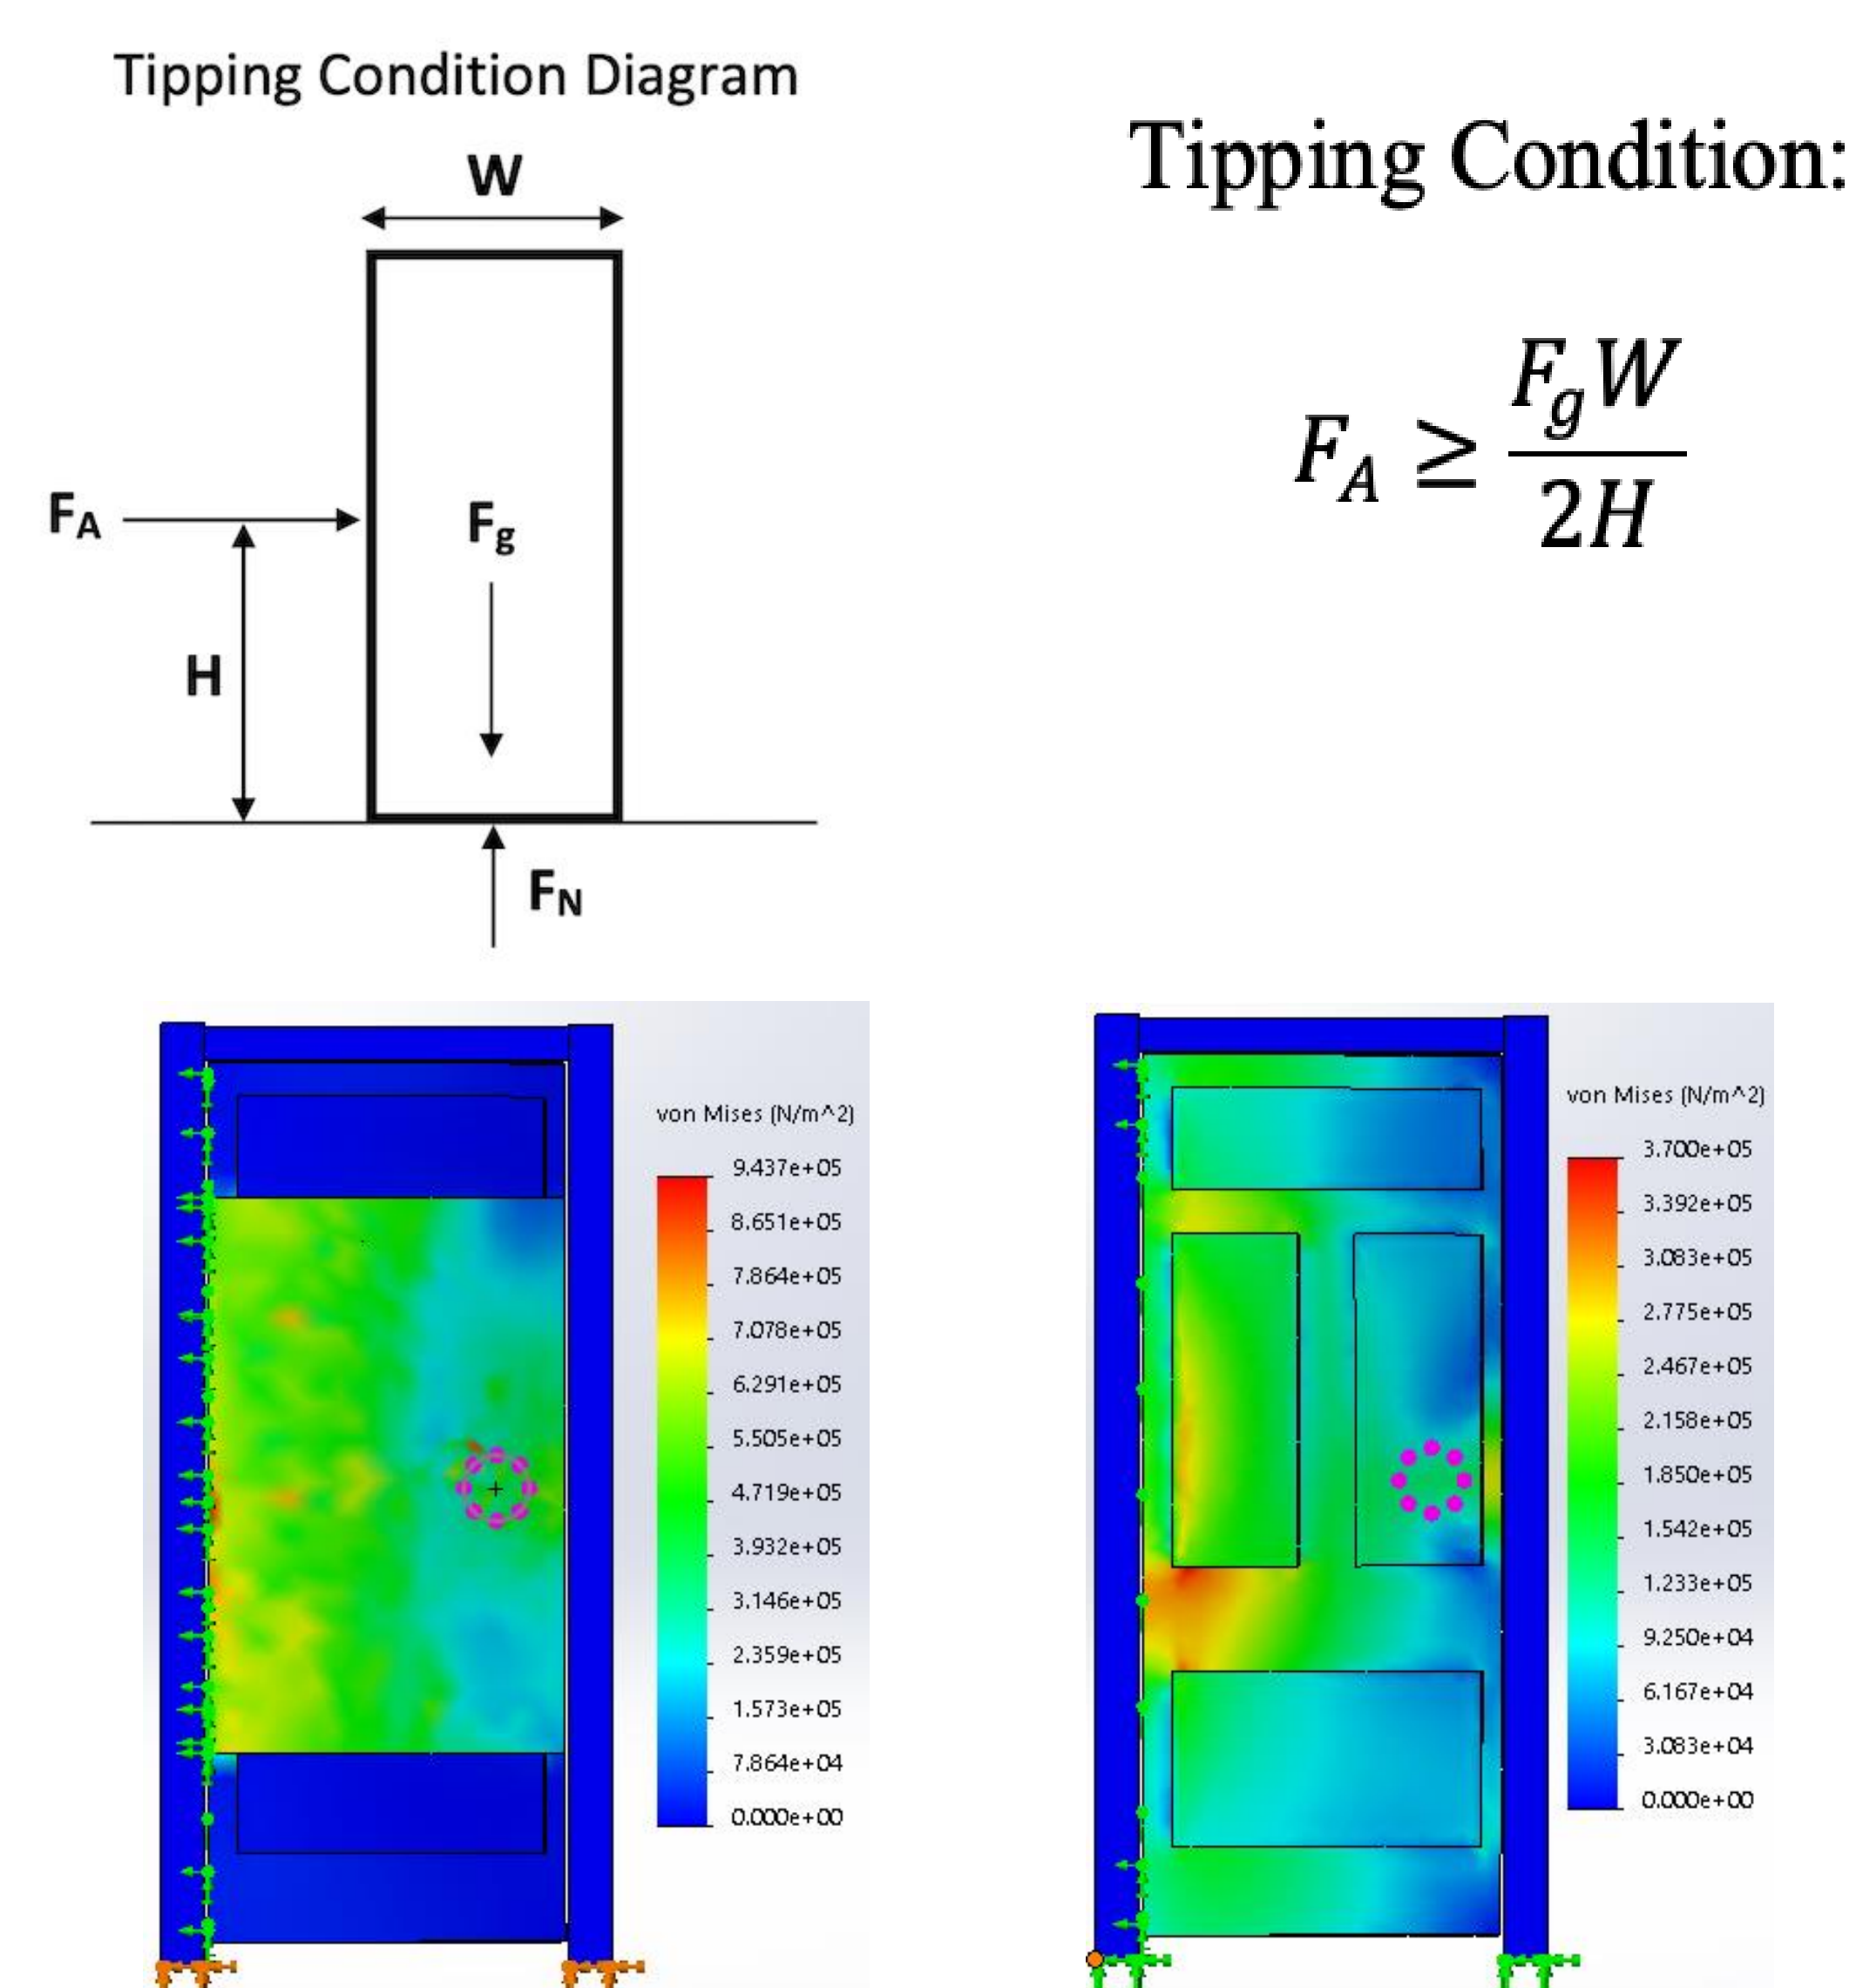 Tipping Condition Diagram
W
F_A
F_g
H
F_N
Tipping Condition:
F_A ≥ F_gW / 2H
von Mises (N/m^2)
9.437e+05
8.651e+05
7.864e+05
7.078e+05
6.291e+05
5.505e+05
4.719e+05
3.932e+05
3.146e+05
2.359e+05
1.573e+05
7.864e+04
0.000e+00
von Mises (N/m^2)
3.700e+05
3.392e+05
3.083e+05
2.775e+05
2.467e+05
2.158e+05
1.850e+05
1.542e+05
1.233e+05
9.250e+04
6.167e+04
3.083e+04
0.000e+00